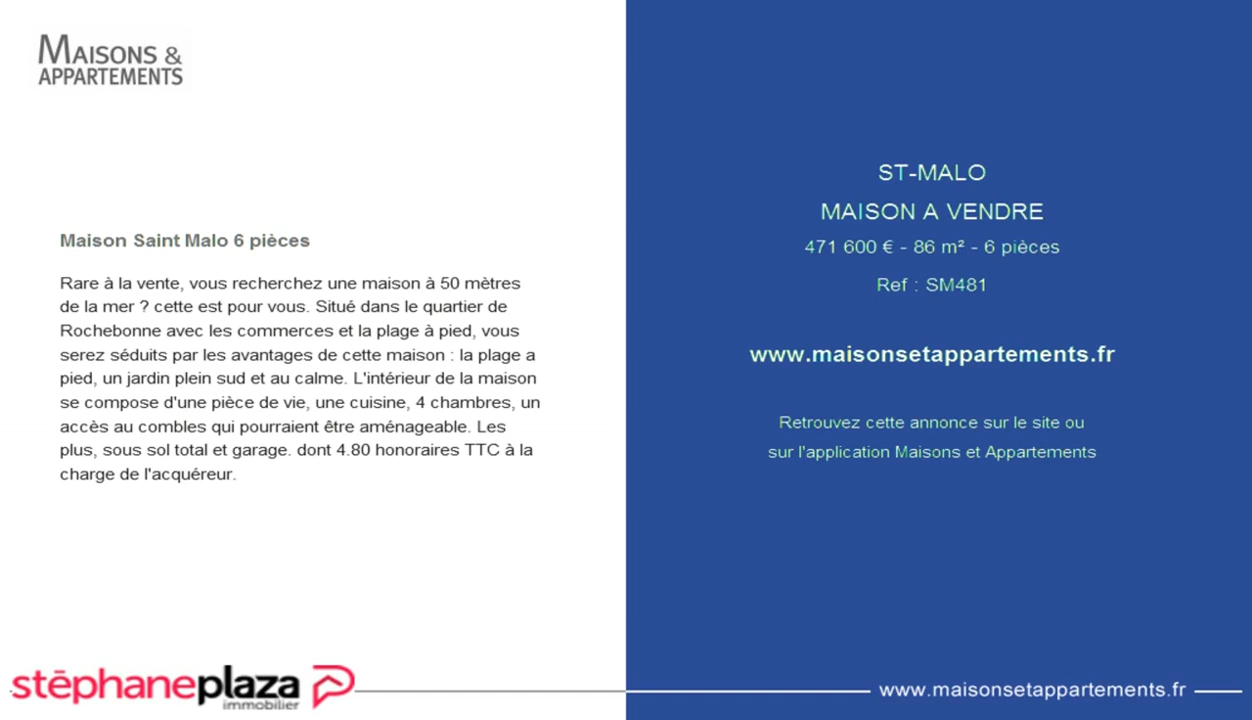 MAISONS &
APPARTEMENTS
Maison Saint Malo 6 pièces
Rare à la vente, vous recherchez une maison à 50 mètres
de la mer ? cette est pour vous. Situé dans le quartier de
Rochebonne avec les commerces et la plage à pied, vous
serez séduits par les avantages de cette maison : la plage a
pied, un jardin plein sud et au calme. L'intérieur de la maison
se compose d'une pièce de vie, une cuisine, 4 chambres, un
accès au combles qui pourraient être aménageable. Les
plus, sous sol total et garage. dont 4.80 honoraires TTC à la
charge de l'acquéreur.
stéphaneplaza
immobilier
ST-MALO
MAISON A VENDRE
471 600 € - 86 m² - 6 pièces
Ref : SM481
www.maisonsetappartements.fr
Retrouvez cette annonce sur le site ou
sur l'application Maisons et Appartements
www.maisonsetappartements.fr